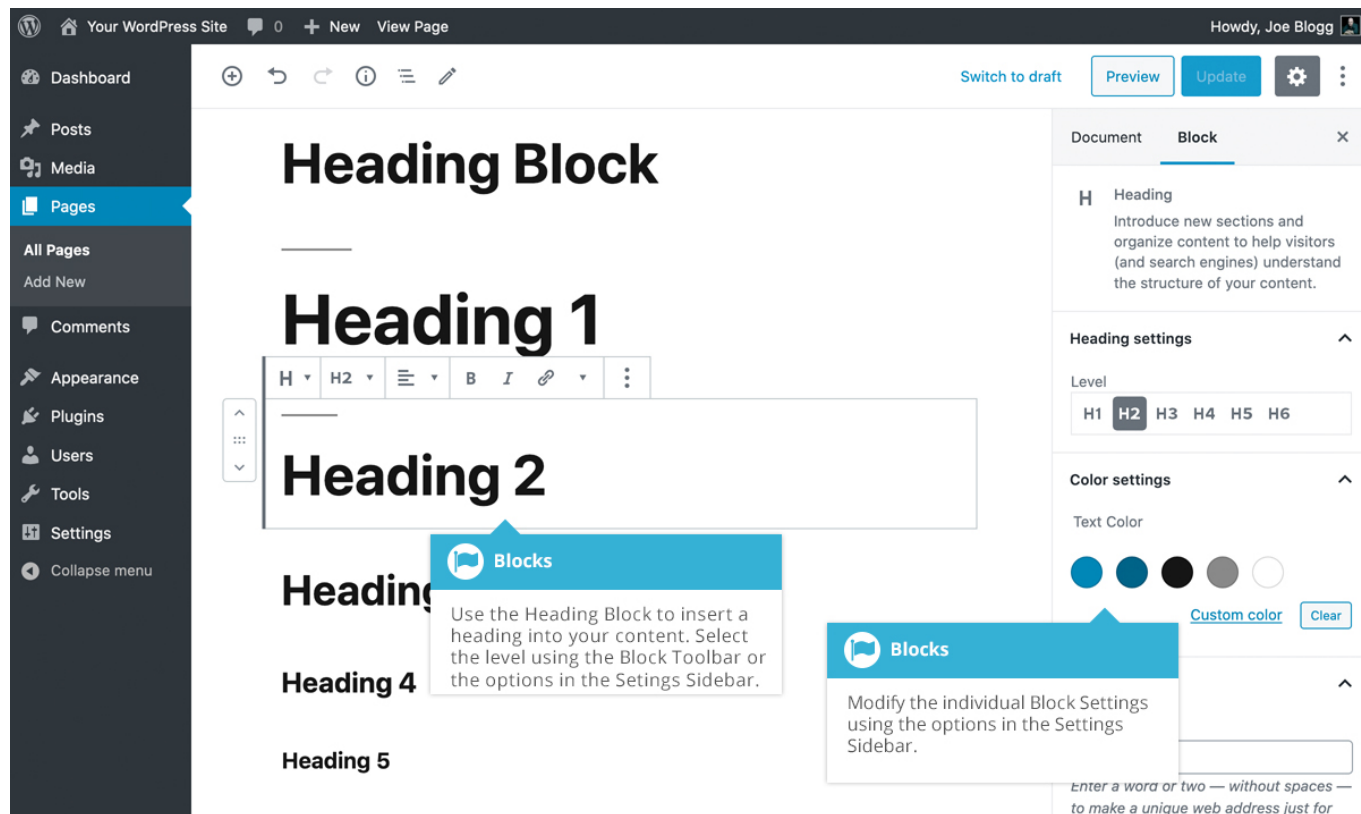 Your WordPress Site 0 + New View Page Howdy, Joe Blogg
Dashboard
Posts
Media
Pages
All Pages
Add New
Comments
Appearance
Plugins
Users
Tools
Settings
Collapse menu
Switch to draft Preview Update
Heading Block
Heading 1
H H2 B I
Heading 2
Heading
Heading 4
Heading 5
Blocks
Use the Heading Block to insert a
heading into your content. Select
the level using the Block Toolbar or
the options in the Setings Sidebar.
Document Block ×
H Heading
Introduce new sections and
organize content to help visitors
(and search engines) understand
the structure of your content.
Heading settings
Level
H1 H2 H3 H4 H5 H6
Color settings
Text Color
Custom color Clear
Blocks
Modify the individual Block Settings
using the options in the Settings
Sidebar.
Enter a word or two — without spaces —
to make a unique web address just for